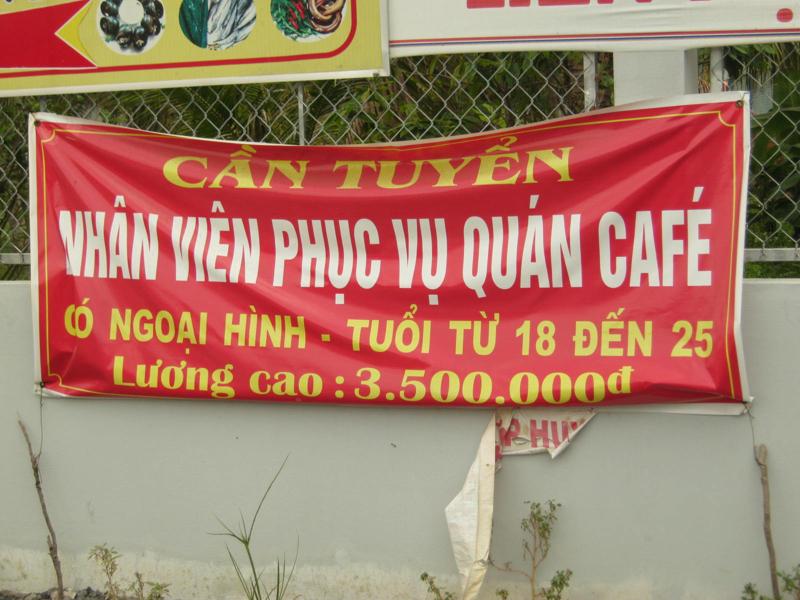 CẦN TUYỂN
NHÂN VIÊN PHỤC VỤ QUÁN CAFÉ
CÓ NGOẠI HÌNH - TUỔI TỪ 18 ĐẾN 25
Lương cao : 3.500.000đ